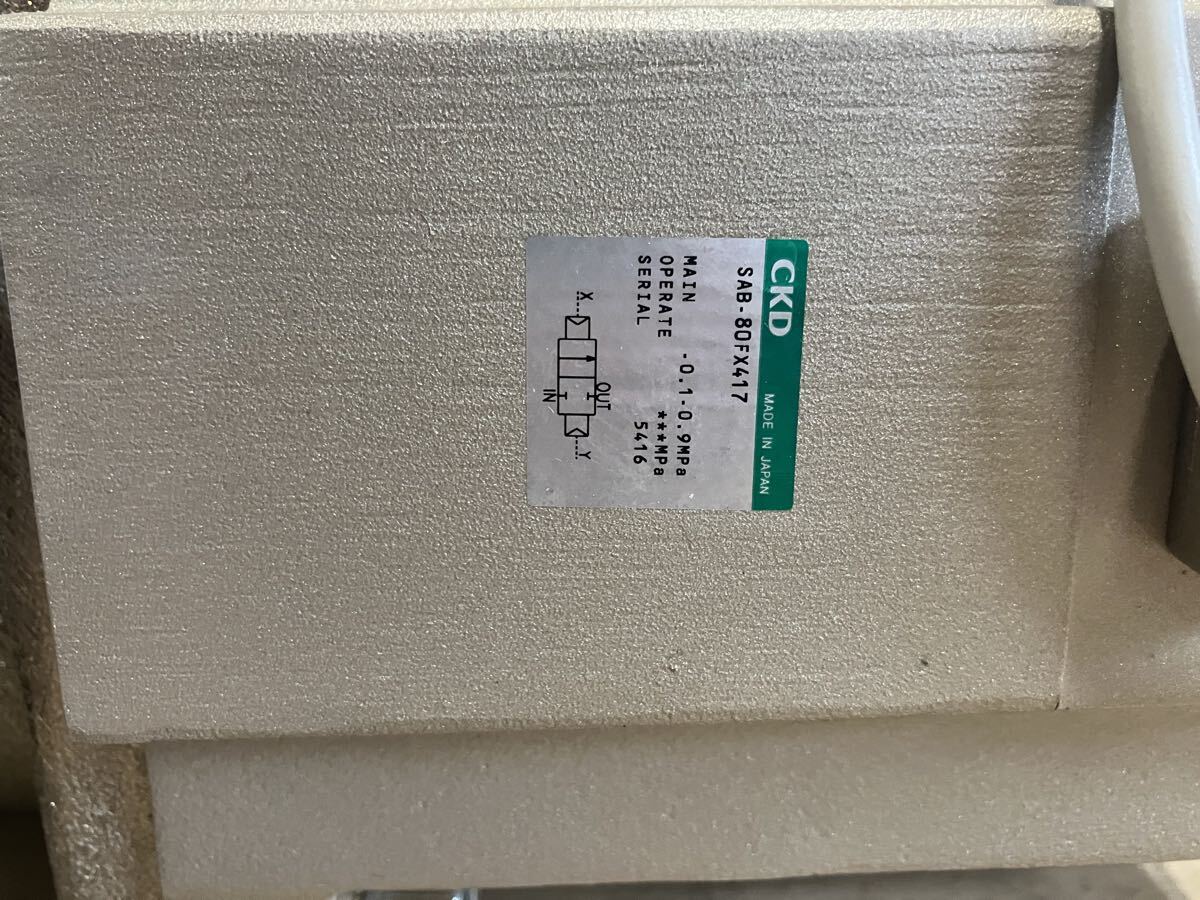 CKD MADE IN JAPAN
SAB-80FX417
MAIN -0.1-0.9MPa
OPERATE ***MPa
SERIAL 5416
X OUT IN Y